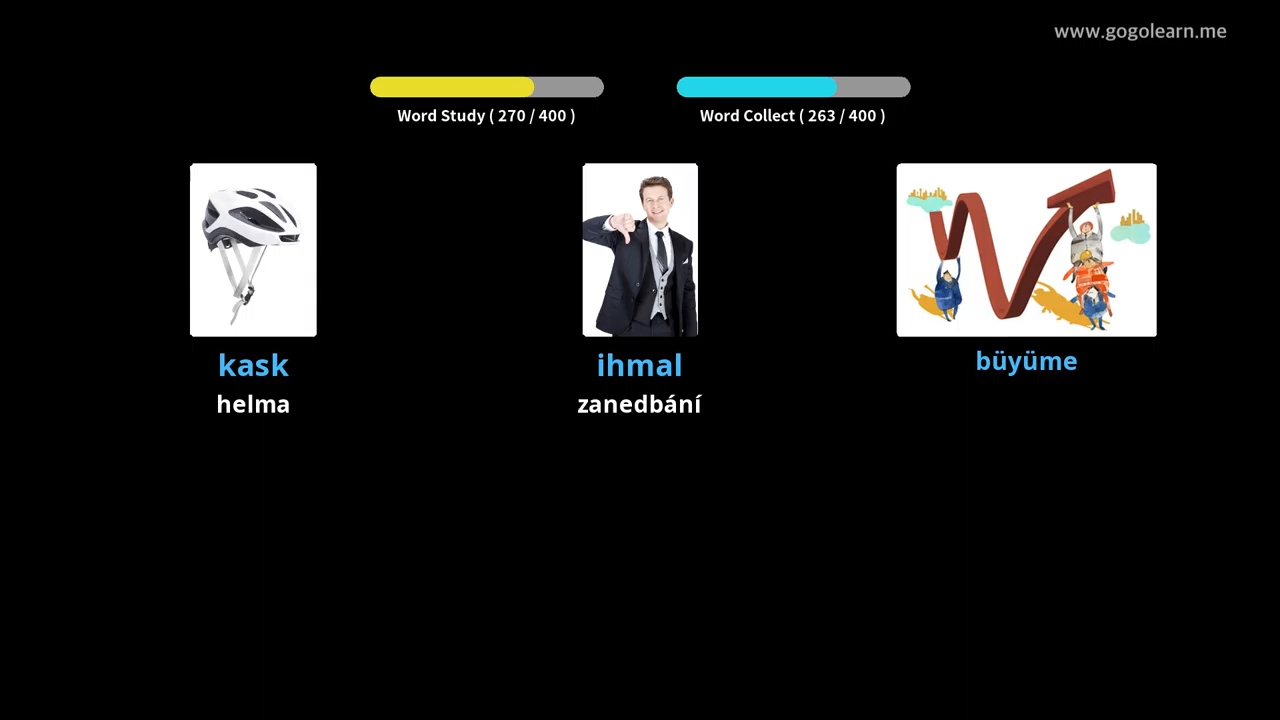 www.gogolearn.me
Word Study ( 270 / 400 )
Word Collect ( 263 / 400 )
kask
helma
ihmal
zanedbání
büyüme